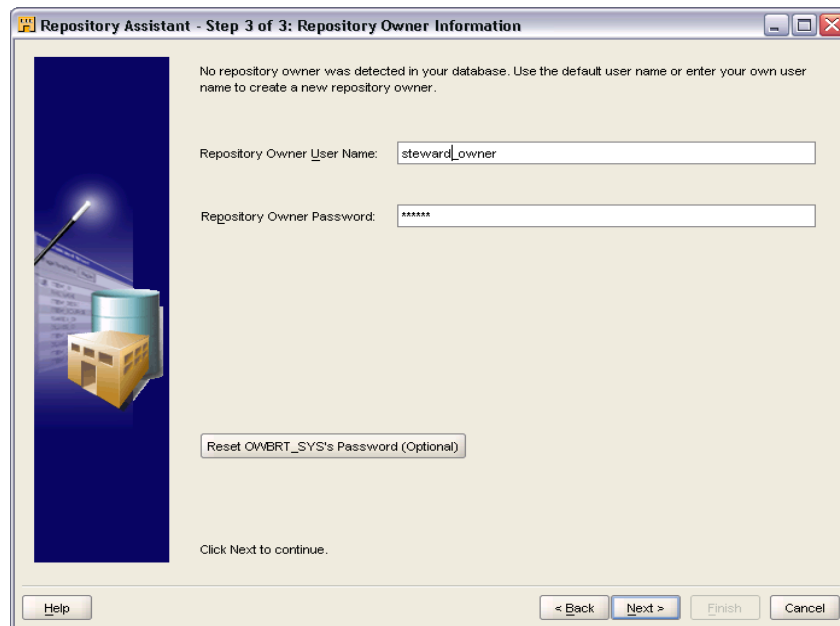 Repository Assistant - Step 3 of 3: Repository Owner Information
No repository owner was detected in your database. Use the default user name or enter your own user
name to create a new repository owner.
Repository Owner User Name: steward_owner
Repository Owner Password: ******
Reset OWBRT_SYS's Password (Optional)
Click Next to continue.
Help < Back Next > Finish Cancel